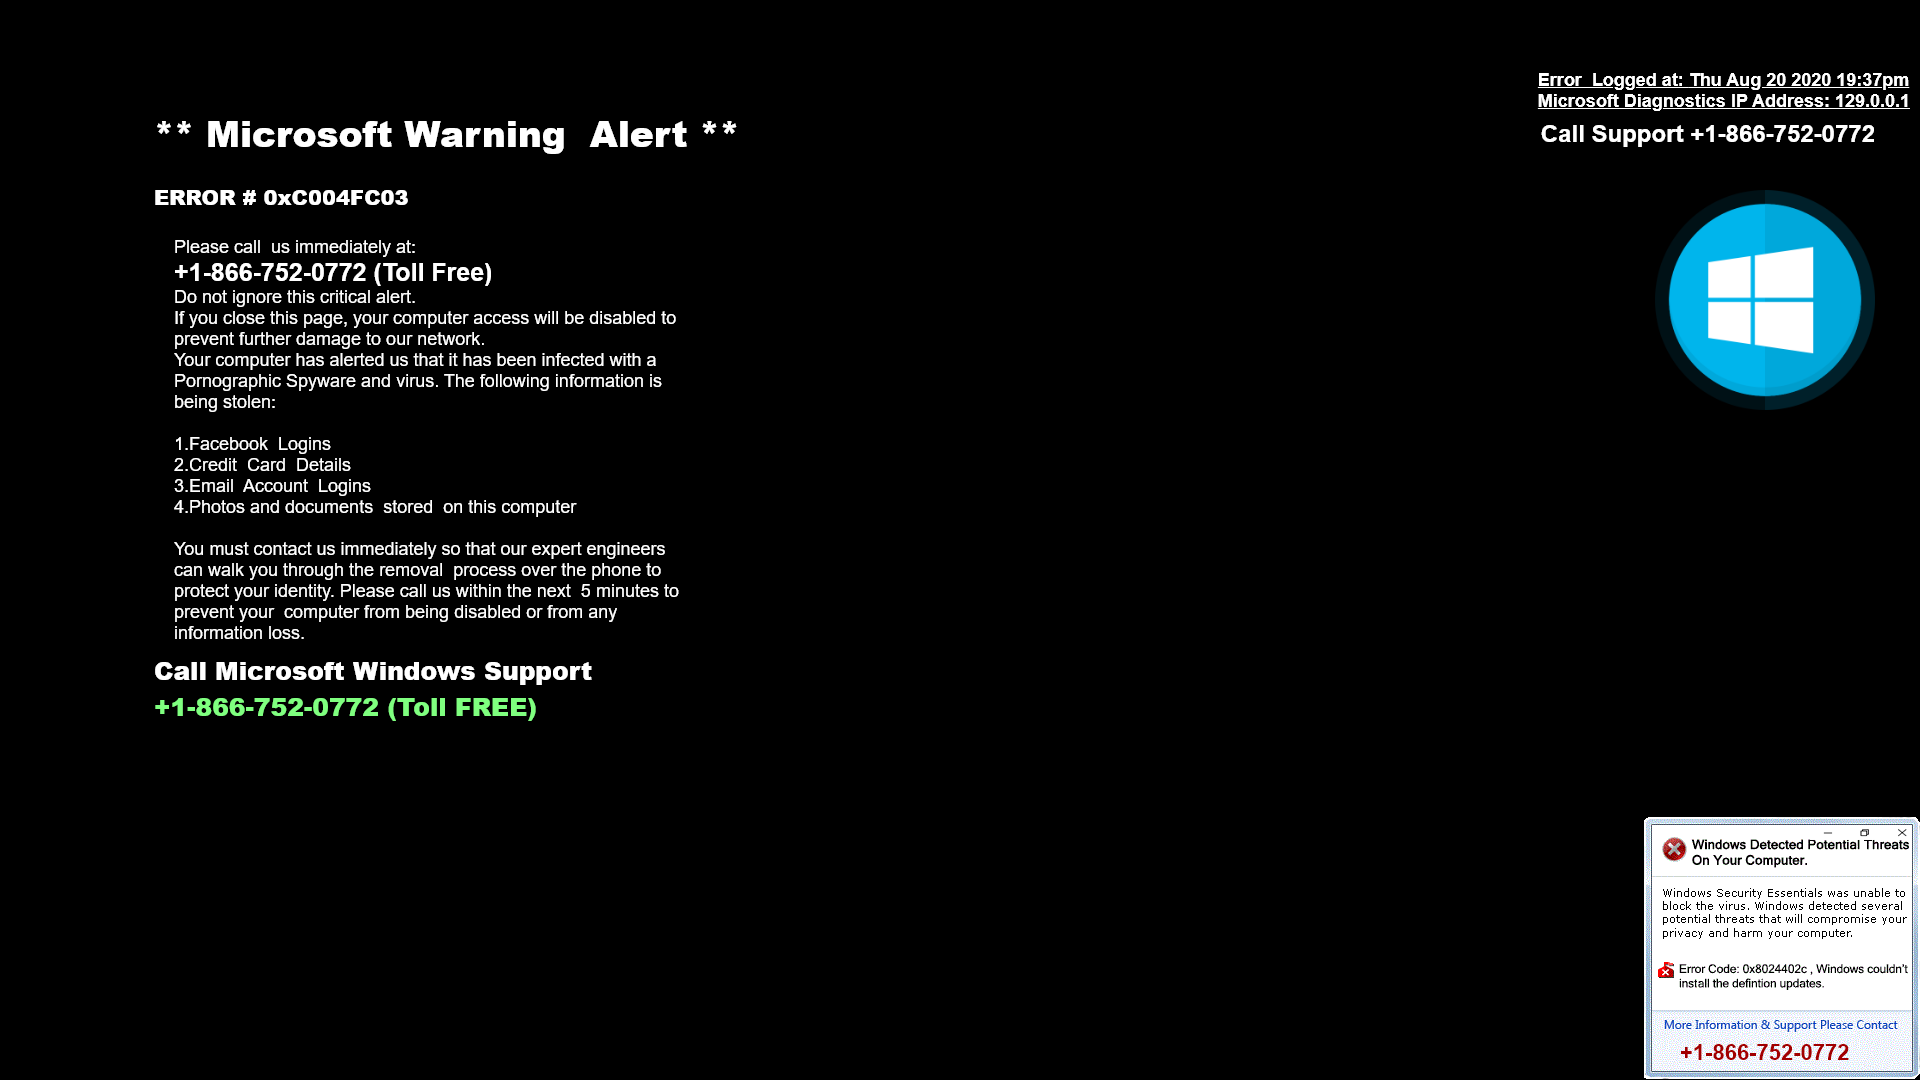 Error Logged at: Thu Aug 20 2020 19:37pm
Microsoft Diagnostics IP Address: 129.0.0.1
Call Support +1-866-752-0772
** Microsoft Warning Alert **
ERROR # 0xC004FC03
Please call us immediately at:
+1-866-752-0772 (Toll Free)
Do not ignore this critical alert.
If you close this page, your computer access will be disabled to
prevent further damage to our network.
Your computer has alerted us that it has been infected with a
Pornographic Spyware and virus. The following information is
being stolen:
1.Facebook Logins
2.Credit Card Details
3.Email Account Logins
4.Photos and documents stored on this computer
You must contact us immediately so that our expert engineers
can walk you through the removal process over the phone to
protect your identity. Please call us within the next 5 minutes to
prevent your computer from being disabled or from any
information loss.
Call Microsoft Windows Support
+1-866-752-0772 (Toll FREE)
Windows Detected Potential Threats
On Your Computer.
Windows Security Essentials was unable to
block the virus. Windows detected several
potential threats that will compromise your
privacy and harm your computer.
Error Code: 0x8024402c , Windows couldn't
install the defintion updates.
More Information & Support Please Contact
+1-866-752-0772